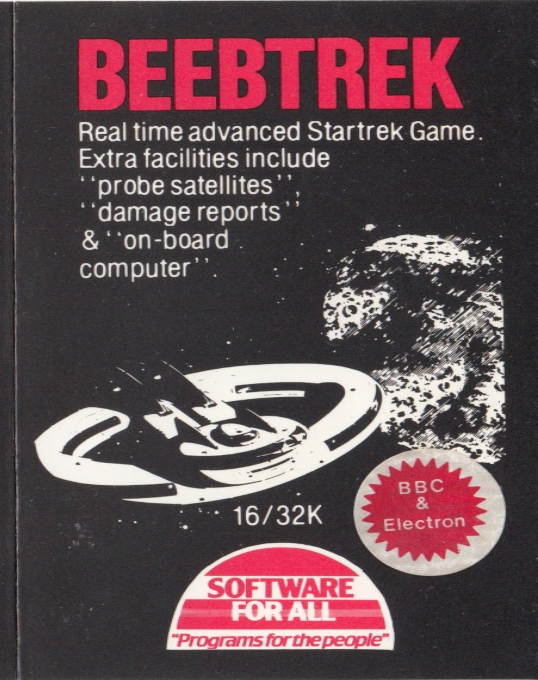 BEEBTREK
Real time advanced Startrek Game.
Extra facilities include
‘‘probe satellites’’,
‘‘damage reports’’
& ‘‘on-board
computer’’.
16/32K
BBC
&
Electron
SOFTWARE
FOR ALL
"Programs for the people"